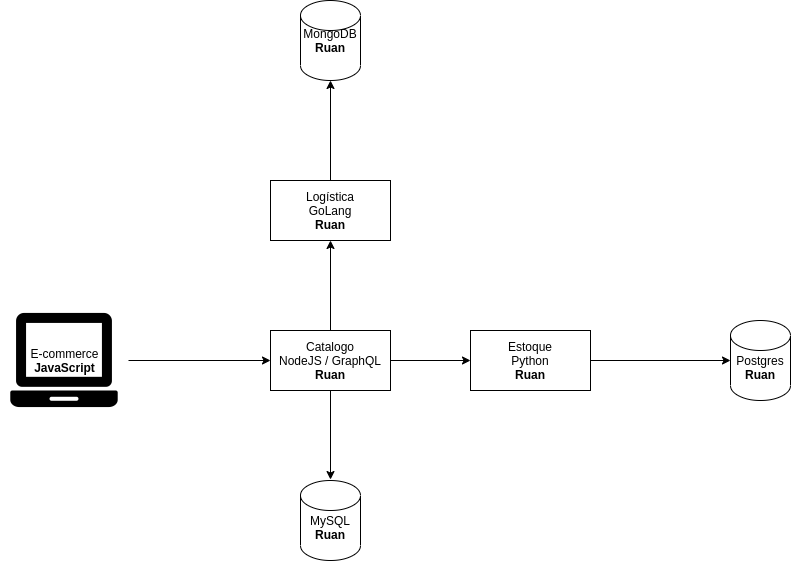 MongoDB
Ruan
Logística
GoLang
Ruan
E-commerce
JavaScript
Catalogo
NodeJS / GraphQL
Ruan
Estoque
Python
Ruan
Postgres
Ruan
MySQL
Ruan